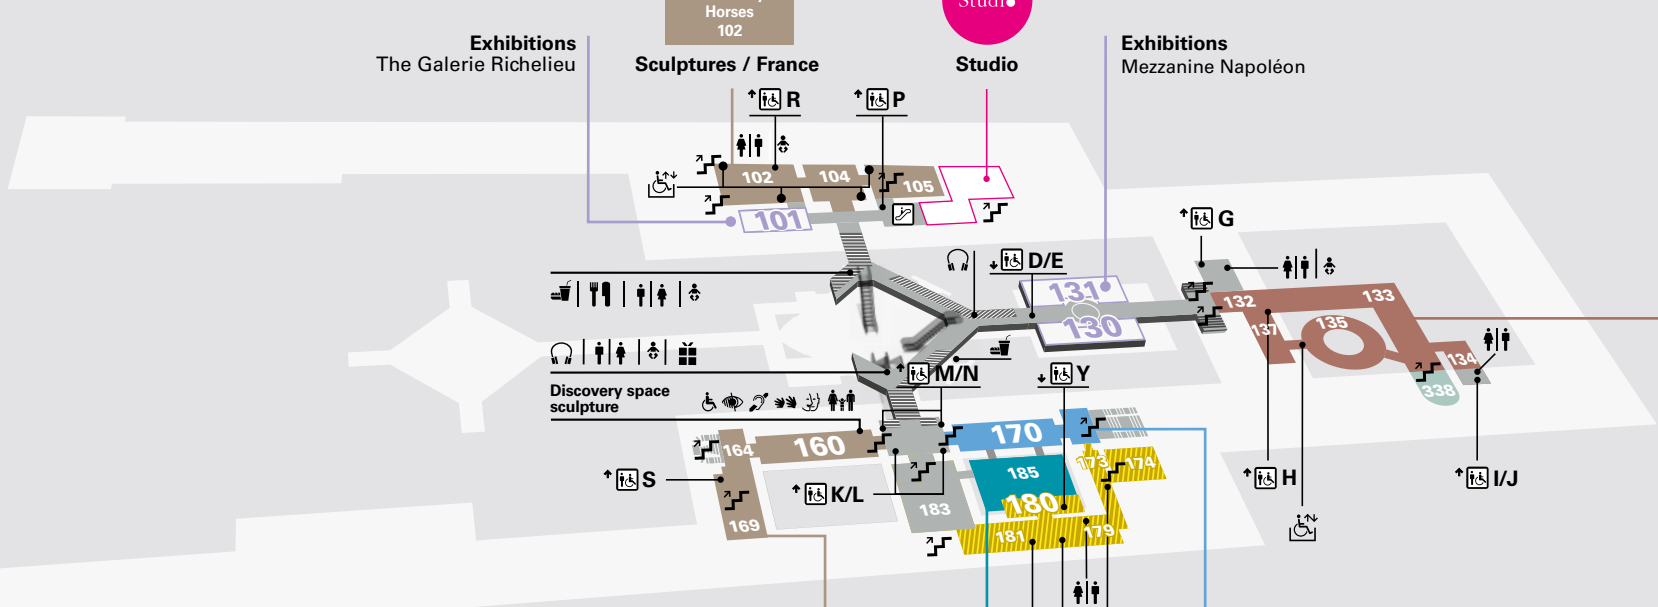 Horses
102
Studio
Exhibitions
The Galerie Richelieu
Sculptures / France
Studio
Exhibitions
Mezzanine Napoléon
R
P
102
104
105
101
G
D/E
131
130
132
133
137
135
134
338
M/N
Y
Discovery space
sculpture
164
160
170
173
174
185
180
S
K/L
H
I/J
183
169
181
179